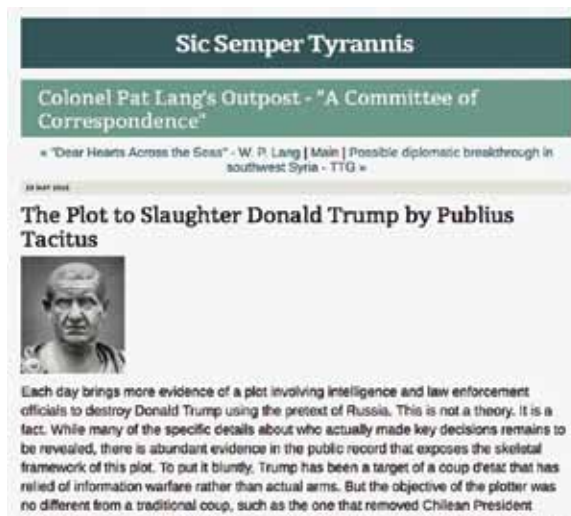 Sic Semper Tyrannis
Colonel Pat Lang's Outpost - "A Committee of
Correspondence"
« "Dear Hearts Across the Seas" - W. P. Lang | Main | Possible diplomatic breakthrough in
southwest Syria - TTG »
MAY
The Plot to Slaughter Donald Trump by Publius
Tacitus
Each day brings more evidence of a plot involving intelligence and law enforcement
officials to destroy Donald Trump using the pretext of Russia. This is not a theory. It is a
fact. While many of the specific details about who actually made key decisions remains to
be revealed, there is abundant evidence in the public record that exposes the skeletal
framework of this plot. To put it bluntly, Trump has been a target of a coup d'etat that has
relied of information warfare rather than actual arms. But the objective of the plotter was
no different from a traditional coup, such as the one that removed Chilean President